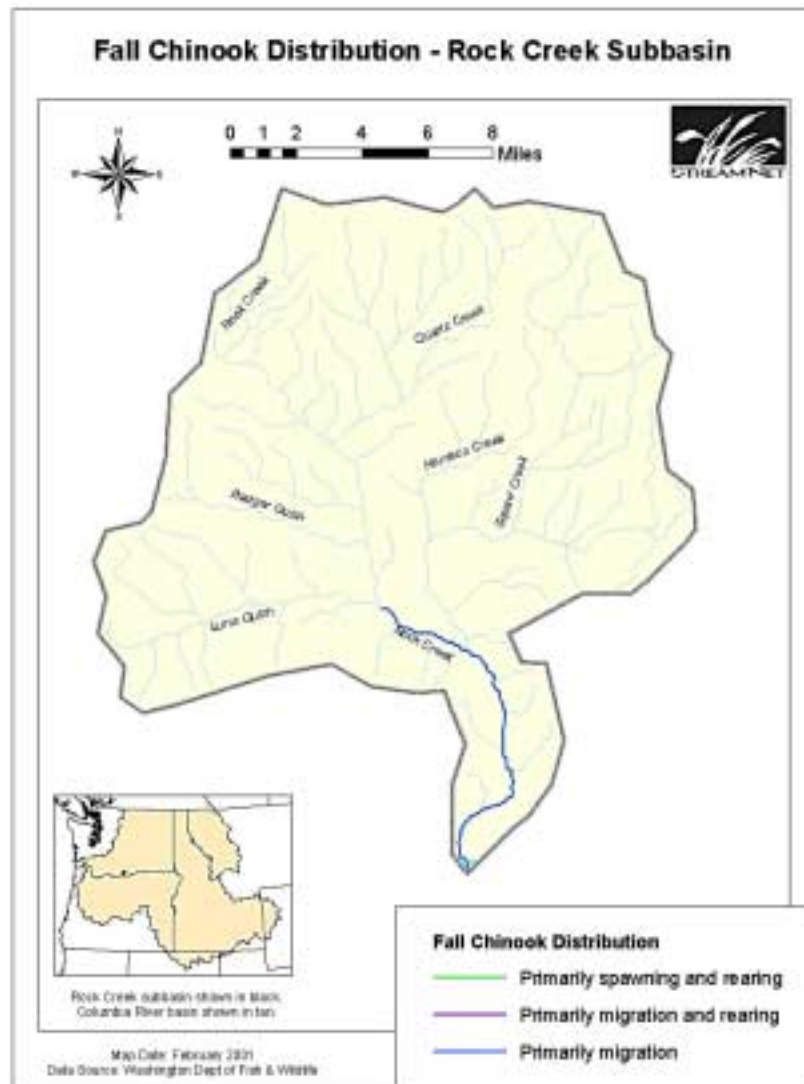 Fall Chinook Distribution - Rock Creek Subbasin
N
W E
S
0 1 2 4 6 8
Miles
STREAMNET
Rock Creek
Quartz Creek
Creek
Squaw Creek
Badger Gulch
Luna Gulch
Rock Creek
Rock Creek subbasin shown in black.
Columbia River basin shown in tan.
Map Date: February 2001
Data Source: Washington Dept of Fish & Wildlife
Fall Chinook Distribution
Primarily spawning and rearing
Primarily migration and rearing
Primarily migration